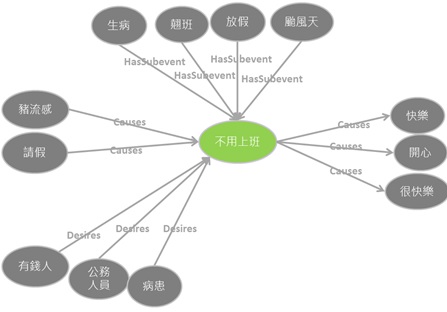 生病
翹班
放假
颱風天
HasSubevent
HasSubevent
HasSubevent
HasSubevent
豬流感
Causes
請假
Causes
不用上班
Causes
快樂
Causes
開心
Causes
很快樂
Desires
Desires
Desires
有錢人
公務
人員
病患